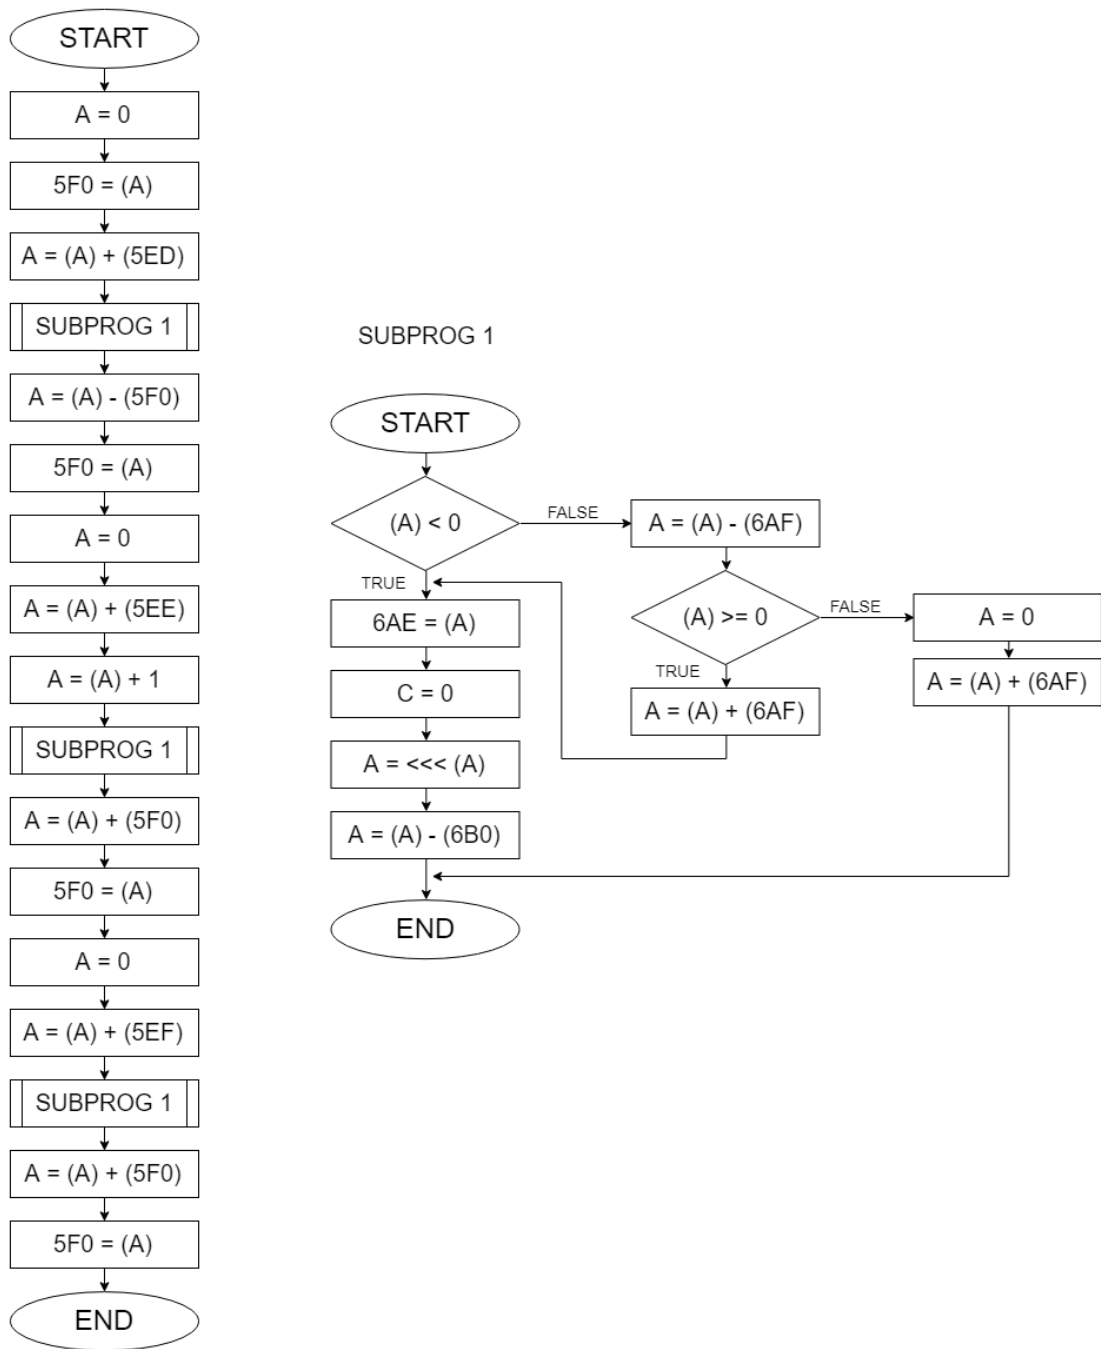 START
A = 0
5F0 = (A)
A = (A) + (5ED)
SUBPROG 1
A = (A) - (5F0)
5F0 = (A)
A = 0
A = (A) + (5EE)
A = (A) + 1
SUBPROG 1
A = (A) + (5F0)
5F0 = (A)
A = 0
A = (A) + (5EF)
SUBPROG 1
A = (A) + (5F0)
5F0 = (A)
END
SUBPROG 1
START
(A) < 0
FALSE
TRUE
6AE = (A)
C = 0
A = <<< (A)
A = (A) - (6B0)
END
A = (A) - (6AF)
(A) >= 0
FALSE
TRUE
A = (A) + (6AF)
A = 0
A = (A) + (6AF)